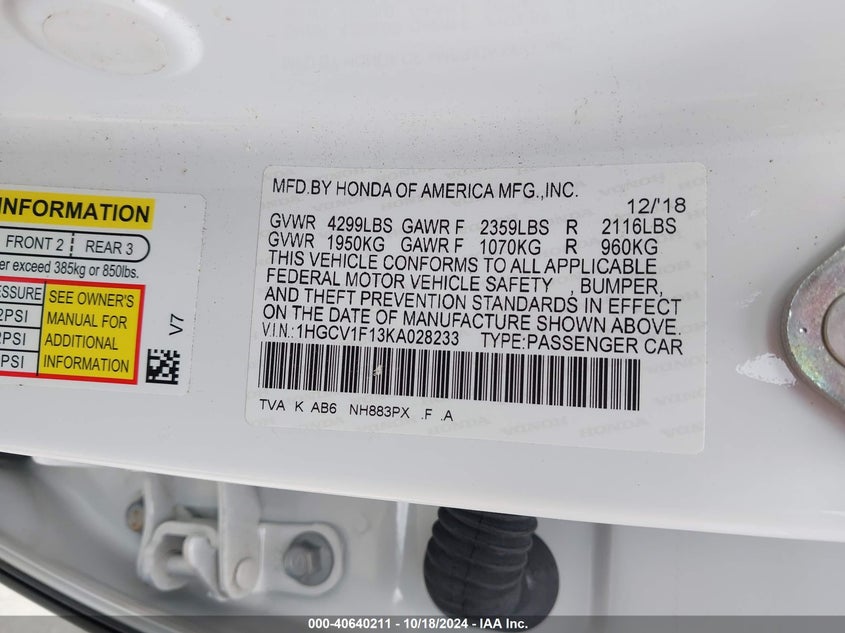 INFORMATION
FRONT 2 REAR 3
er exceed 385kg or 850lbs.
ESSURE
2PSI
2PSI
PSI
SEE OWNER'S
MANUAL FOR
ADDITIONAL
INFORMATION
V7
MFD.BY HONDA OF AMERICA MFG.,INC.
12/'18
GVWR 4299LBS GAWR F 2359LBS R 2116LBS
GVWR 1950KG GAWR F 1070KG R 960KG
THIS VEHICLE CONFORMS TO ALL APPLICABLE
FEDERAL MOTOR VEHICLE SAFETY , BUMPER,
AND THEFT PREVENTION STANDARDS IN EFFECT
ON THE DATE OF MANUFACTURE SHOWN ABOVE.
V.I.N.:1HGCV1F13KA028233 TYPE:PASSENGER CAR
TVA K AB6 NH883PX .F .A
000-40640211 - 10/18/2024 - IAA Inc.